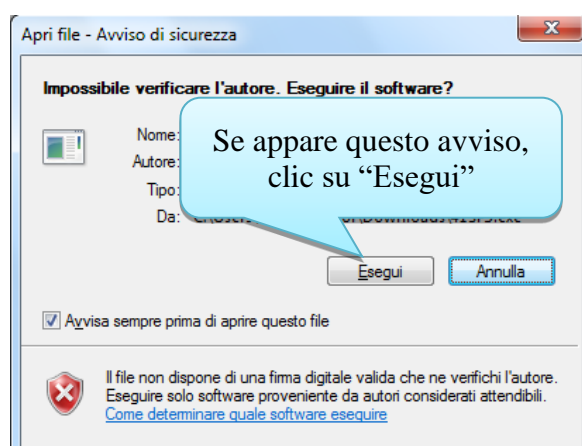 Apri file - Avviso di sicurezza
Impossibile verificare l'autore. Eseguire il software?
Nome:
Autore:
Tipo:
Da:
Se appare questo avviso,
clic su “Esegui”
Esegui
Annulla
Avvisa sempre prima di aprire questo file
Il file non dispone di una firma digitale valida che ne verifichi l'autore.
Eseguire solo software proveniente da autori considerati attendibili.
Come determinare quale software eseguire